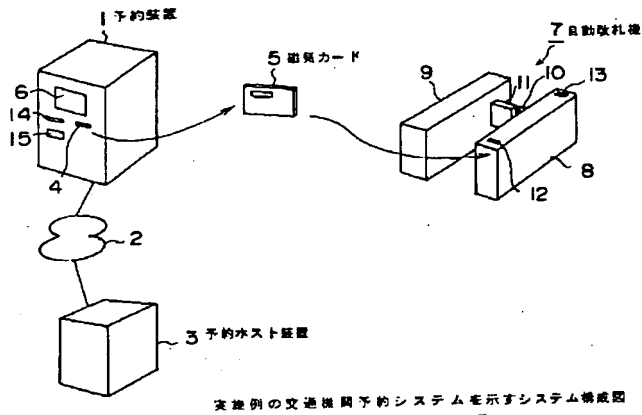 1 予約装置
7 自動改札機
5 磁気カード
6
9
11
10
13
14
15
4
12
8
2
3 予約ホスト装置
実施例の交通機関予約システムを示すシステム構成図